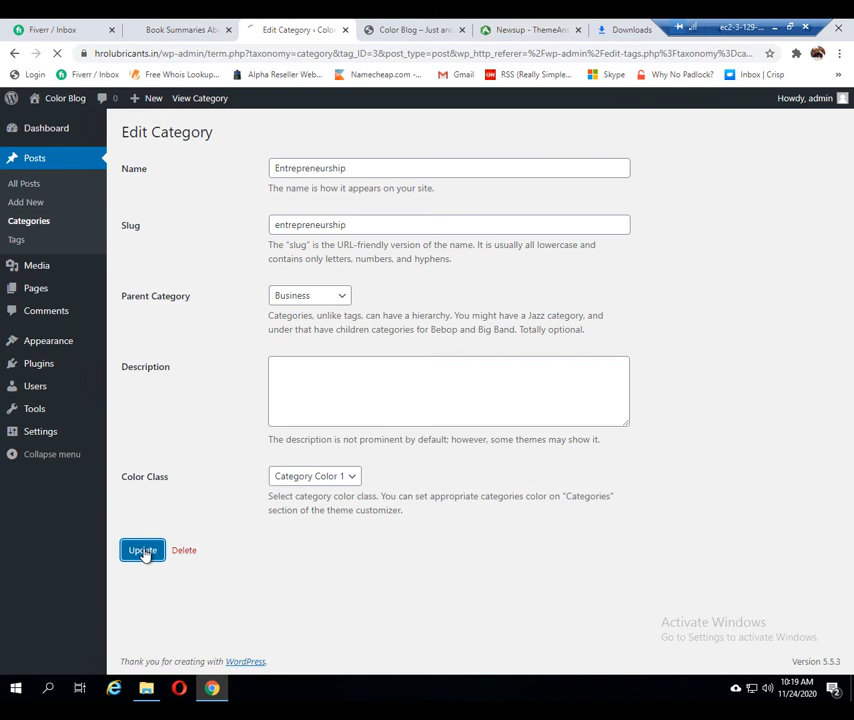 Fiverr / Inbox
Book Summaries Ab
Edit Category ‹ Colo
Color Blog – Just an
Newsup - ThemeAns
Downloads
ec2-3-129-
hrolubricants.in/wp-admin/term.php?taxonomy=category&tag_ID=3&post_type=post&wp_http_referer=%2Fwp-admin%2Fedit-tags.php%3Ftaxonomy%3Dca...
Login
Fiverr / Inbox
Free Whois Lookup...
Alpha Reseller Web...
Namecheap.com -...
Gmail
RSS (Really Simple...
Skype
Why No Padlock?
Inbox | Crisp
Color Blog
0
New
View Category
Howdy, admin
Dashboard
Posts
All Posts
Add New
Categories
Tags
Media
Pages
Comments
Appearance
Plugins
Users
Tools
Settings
Collapse menu
Edit Category
Name
Entrepreneurship
The name is how it appears on your site.
Slug
entrepreneurship
The “slug” is the URL-friendly version of the name. It is usually all lowercase and
contains only letters, numbers, and hyphens.
Parent Category
Business
Categories, unlike tags, can have a hierarchy. You might have a Jazz category, and
under that have children categories for Bebop and Big Band. Totally optional.
Description
The description is not prominent by default; however, some themes may show it.
Color Class
Category Color 1
Select category color class. You can set appropriate categories color on "Categories"
section of the theme customizer.
Update
Delete
Activate Windows
Go to Settings to activate Windows.
Thank you for creating with WordPress.
Version 5.5.3
10:19 AM
11/24/2020
2